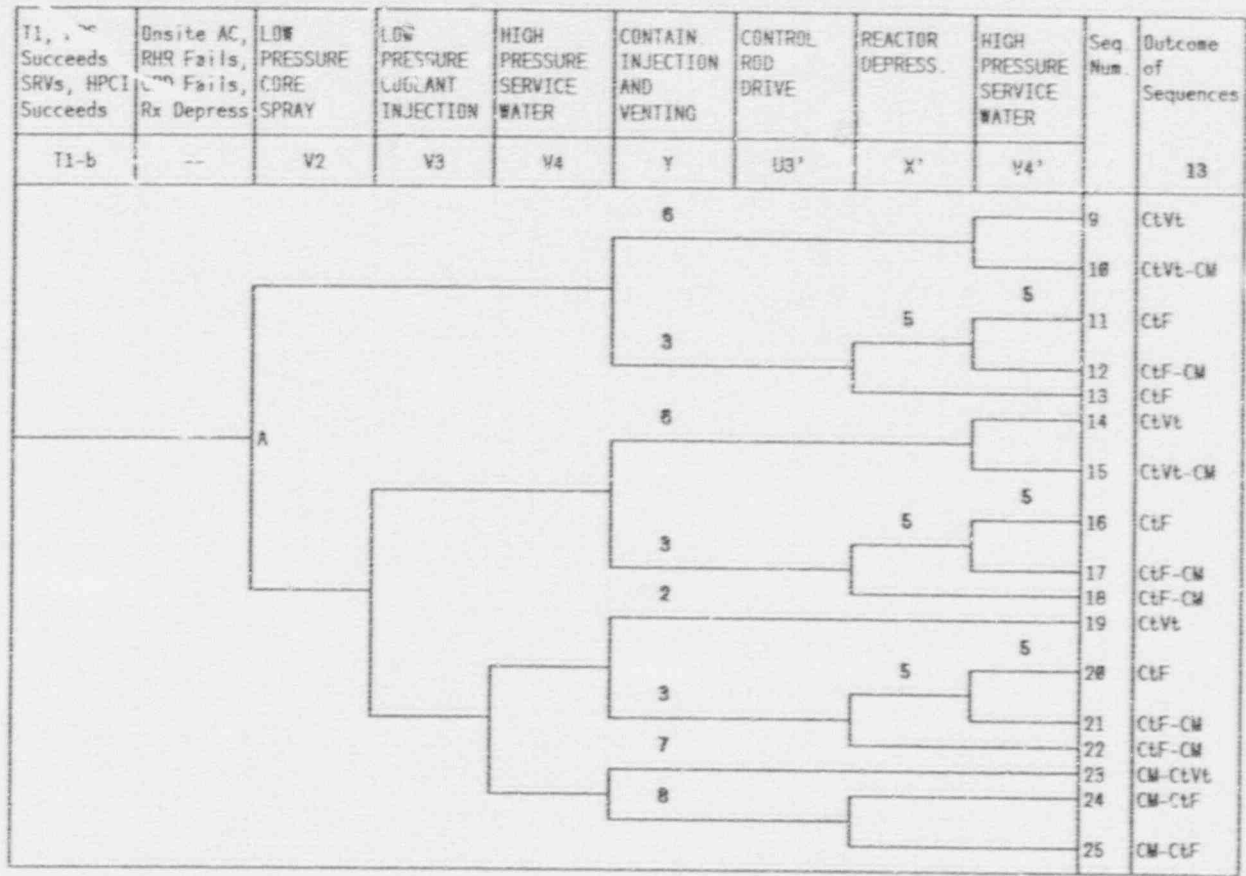 T1,
Succeeds
SRVs, HPCI
Succeeds
Onsite AC,
RHR Fails,
Fails,
Rx Depress
LOW
PRESSURE
CORE
SPRAY
LOW
PRESSURE
COOLANT
INJECTION
HIGH
PRESSURE
SERVICE
WATER
CONTAIN.
INJECTION
AND
VENTING
CONTROL
ROD
DRIVE
REACTOR
DEPRESS.
HIGH
PRESSURE
SERVICE
WATER
Seq.
Num.
Outcome
of
Sequences
T1-b -- V2 V3 V4 Y U3' X' V4' 13
6
9 CtVt
10 CtVt-CM
5
5
11 CtF
3
12 CtF-CM
13 CtF
6
14 CtVt
A
15 CtVt-CM
5
5
16 CtF
3
17 CtF-CM
2
18 CtF-CM
19 CtVt
5
5
20 CtF
3
21 CtF-CM
7
22 CtF-CM
23 CM-CtVt
8
24 CM-CtF
25 CM-CtF